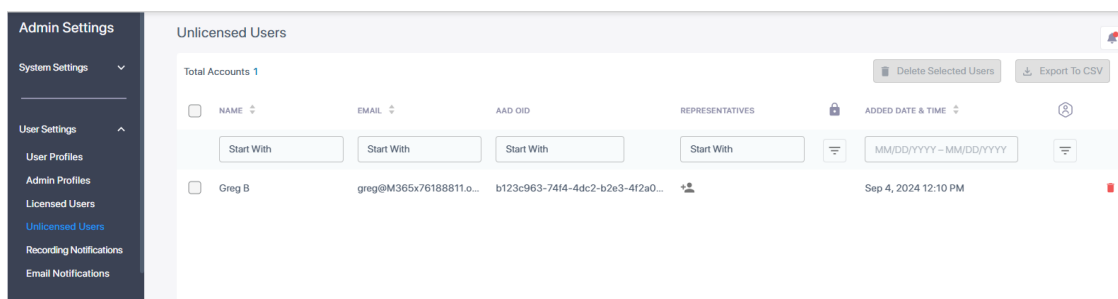 Admin Settings
System Settings
User Settings
User Profiles
Admin Profiles
Licensed Users
Unlicensed Users
Recording Notifications
Email Notifications
Unlicensed Users
Total Accounts 1
Delete Selected Users
Export To CSV
NAME EMAIL AAD OID REPRESENTATIVES ADDED DATE & TIME
Start With Start With Start With Start With MM/DD/YYYY – MM/DD/YYYY
Greg B greg@M365x76188811.o... b123c963-74f4-4dc2-b2e3-4f2a0... Sep 4, 2024 12:10 PM